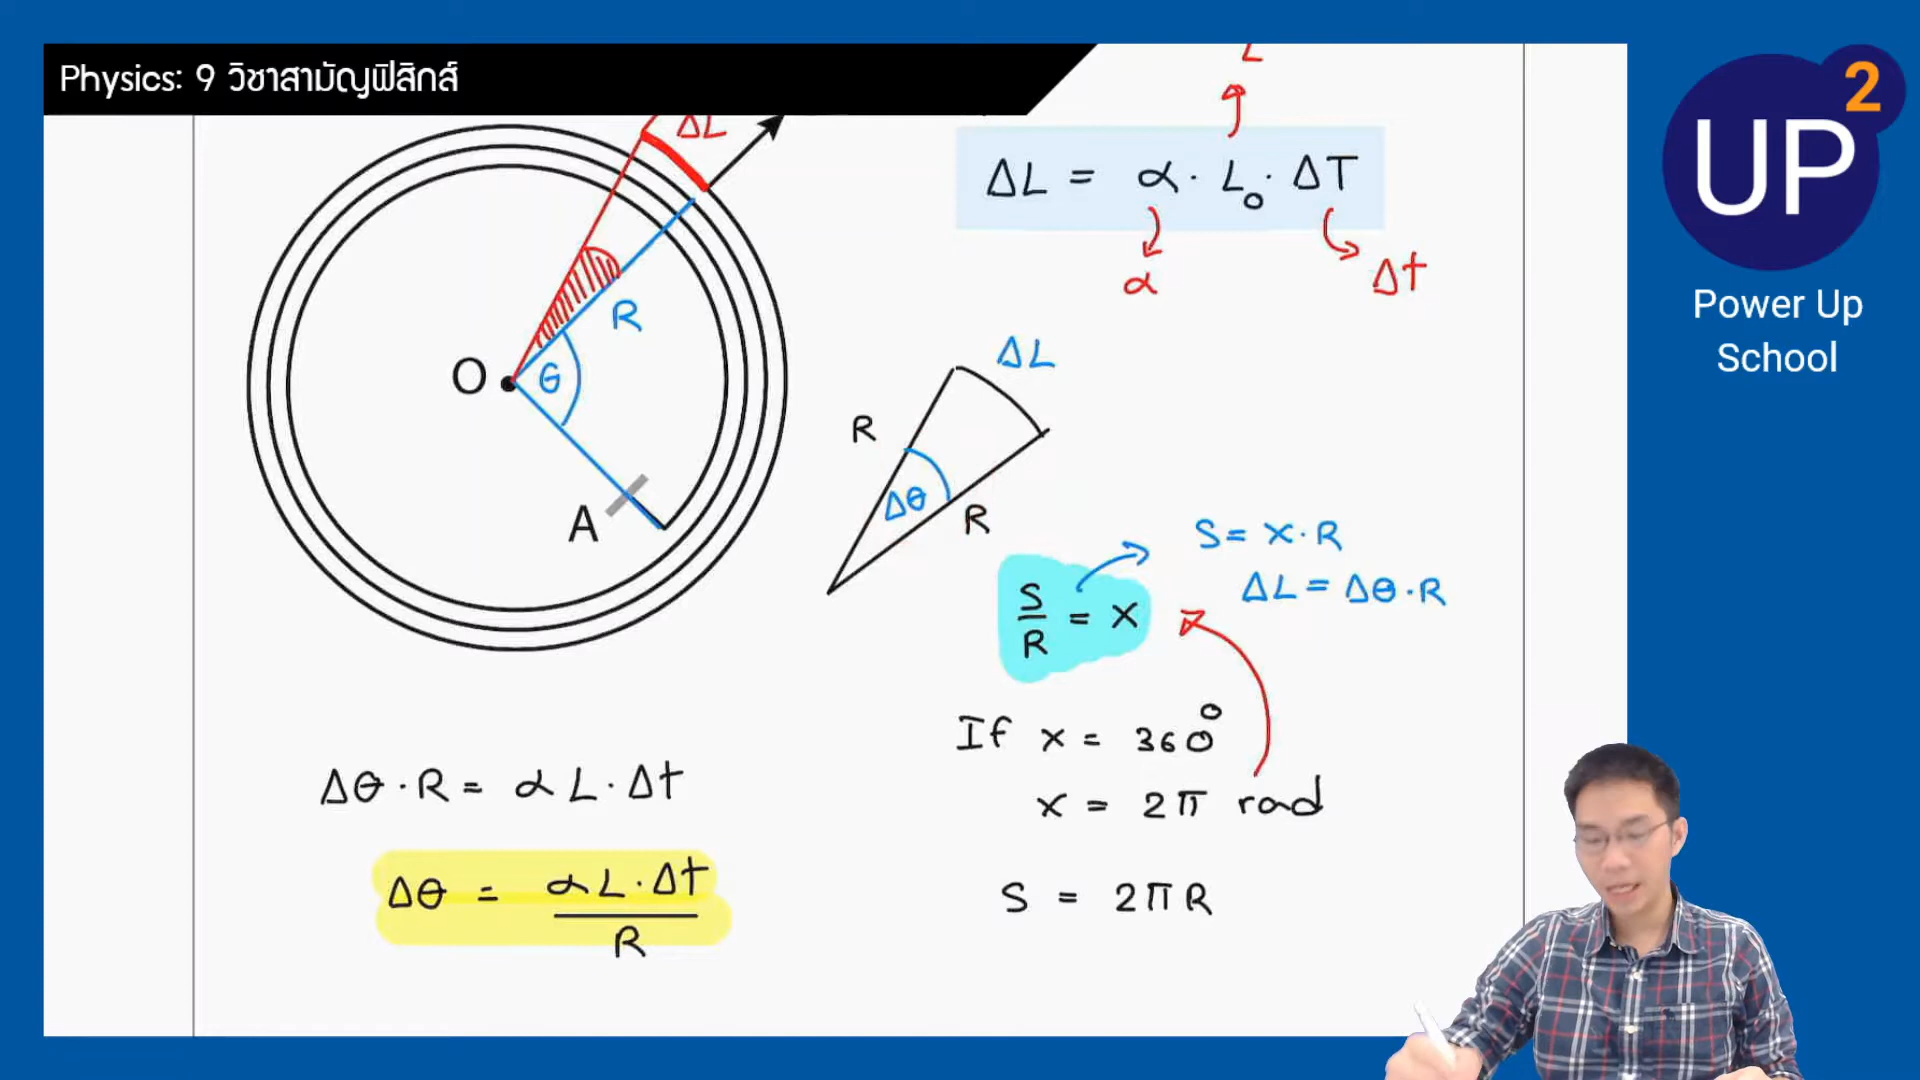 Physics: 9 วิชาสามัญฟิสิกส์
2
UP
Power Up
School
L
ΔL
ΔL = α · L₀ · ΔT
α
Δt
R
O
θ
A
ΔL
R
Δθ
R
S = x · R
ΔL = Δθ · R
S/R = x
If x = 360°
x = 2π rad
S = 2πR
Δθ · R = α L · Δt
Δθ = α L · Δt / R